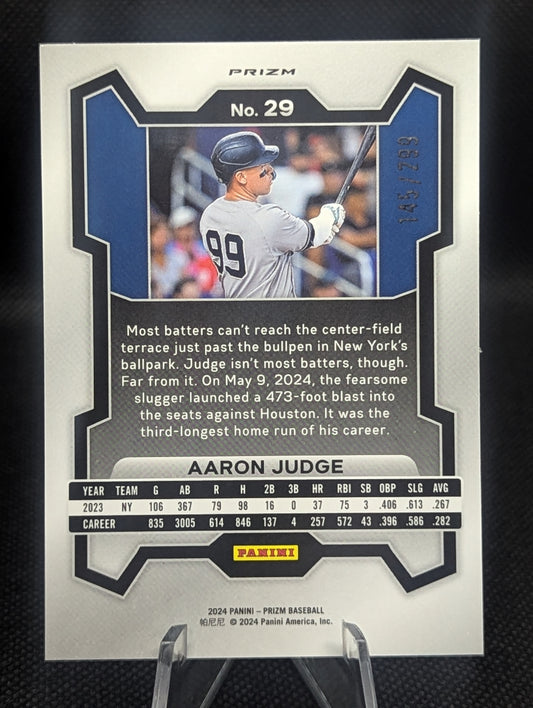 PRIZM
No. 29
99
Most batters can't reach the center-field
terrace just past the bullpen in New York's
ballpark. Judge isn't most batters, though.
Far from it. On May 9, 2024, the fearsome
slugger launched a 473-foot blast into
the seats against Houston. It was the
third-longest home run of his career.
AARON JUDGE
YEAR TEAM G AB R H 2B 3B HR RBI SB OBP SLG AVG
2023 NY 106 367 79 98 16 0 37 75 3 .406 .613 .267
CAREER 835 3005 614 846 137 4 257 572 43 .396 .586 .282
PANINI
2024 PANINI – PRIZM BASEBALL
帕尼尼 © 2024 Panini America, Inc.